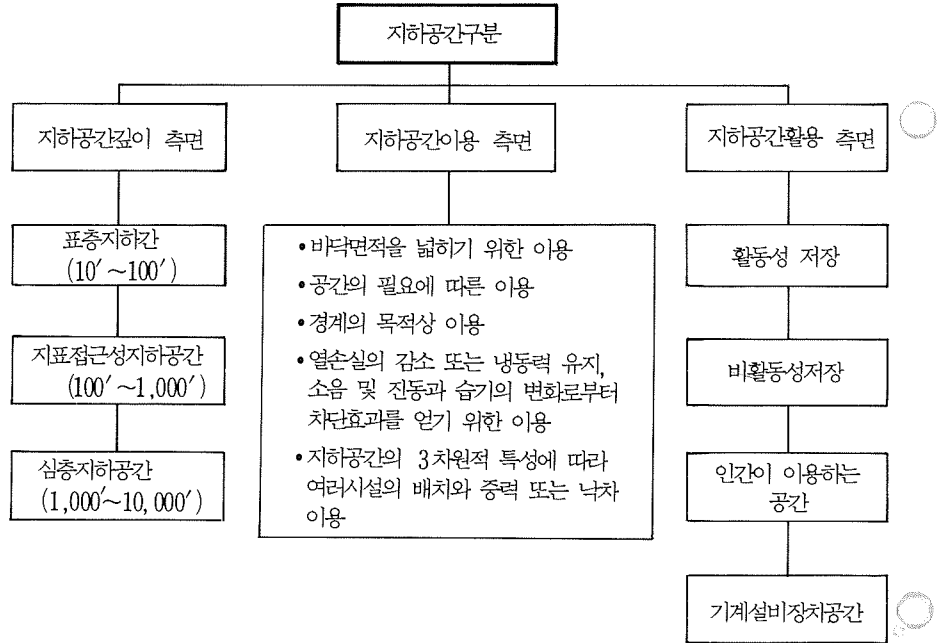 지하공간구분
지하공간깊이 측면
표층지하간
(10′~100′)
지표접근성지하공간
(100′~1,000′)
심층지하공간
(1,000′~10,000′)
지하공간이용 측면
•바닥면적을 넓히기 위한 이용
•공간의 필요에 따른 이용
•경계의 목적상 이용
•열손실의 감소 또는 냉동력 유지,
소음 및 진동과 습기의 변화로부터
차단효과를 얻기 위한 이용
•지하공간의 3차원적 특성에 따라
여러시설의 배치와 중력 또는 낙차
이용
지하공간활용 측면
활동성 저장
비활동성저장
인간이 이용하는
공간
기계설비장치공간